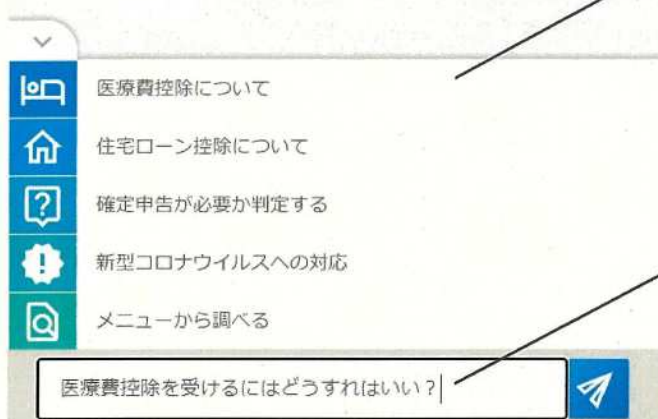 医療費控除について
住宅ローン控除について
確定申告が必要か判定する
新型コロナウイルスへの対応
メニューから調べる
医療費控除を受けるにはどうすれはいい？